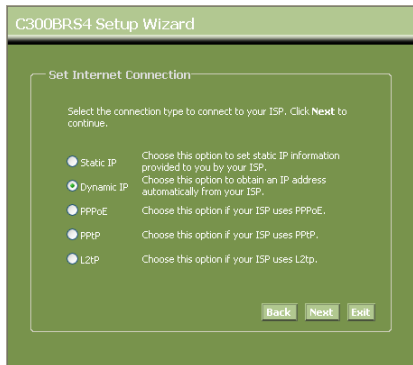 C300BRS4 Setup Wizard
Set Internet Connection
Select the connection type to connect to your ISP. Click Next to
continue.
Static IP
Choose this option to set static IP information
provided to you by your ISP.
Dynamic IP
Choose this option to obtain an IP address
automatically from your ISP.
PPPoE
Choose this option if your ISP uses PPPoE.
PPtP
Choose this option if your ISP uses PPtP.
L2tP
Choose this option if your ISP uses L2tp.
Back Next Exit